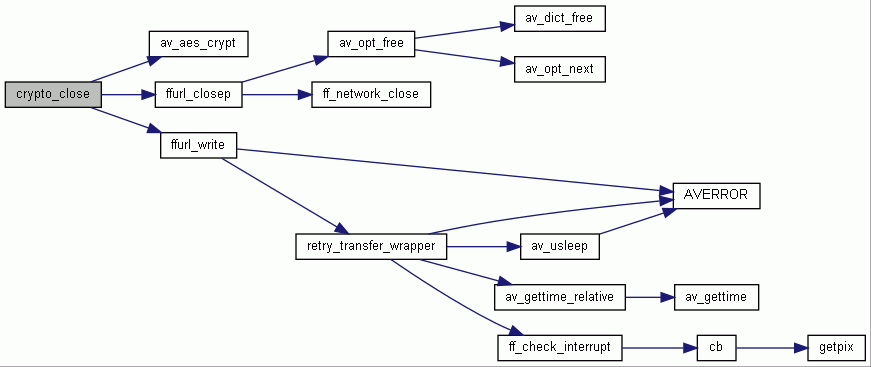 av_dict_free
av_aes_crypt
av_opt_free
av_opt_next
crypto_close
ffurl_closep
ff_network_close
ffurl_write
AVERROR
retry_transfer_wrapper
av_usleep
av_gettime_relative
av_gettime
ff_check_interrupt
cb
getpix